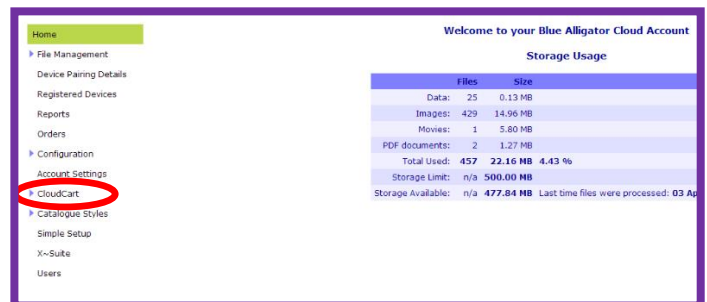 Home
File Management
Device Pairing Details
Registered Devices
Reports
Orders
Configuration
Account Settings
CloudCart
Catalogue Styles
Simple Setup
X~Suite
Users
Welcome to your Blue Alligator Cloud Account
Storage Usage
Files Size
Data: 25 0.13 MB
Images: 429 14.96 MB
Movies: 1 5.80 MB
PDF documents: 2 1.27 MB
Total Used: 457 22.16 MB 4.43 %
Storage Limit: n/a 500.00 MB
Storage Available: n/a 477.84 MB Last time files were processed: 03 Ap